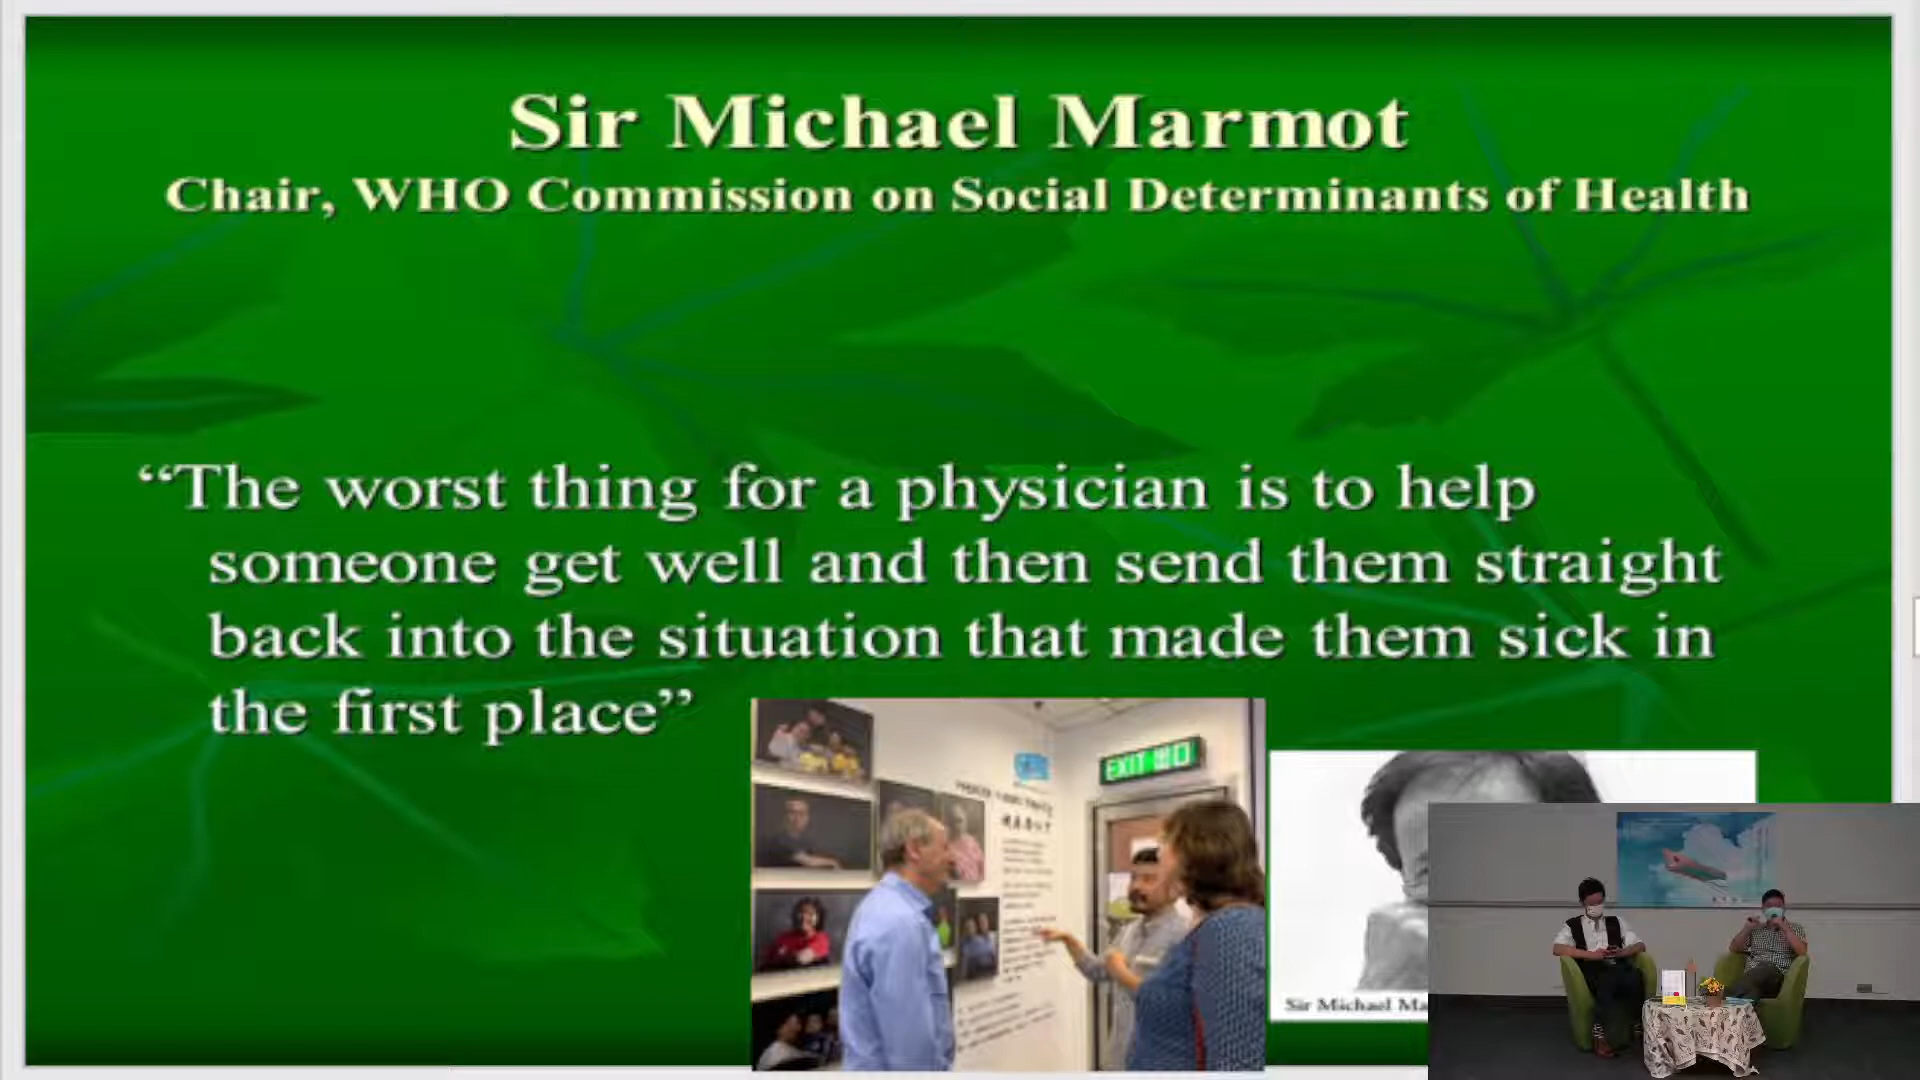 Sir Michael Marmot
Chair, WHO Commission on Social Determinants of Health
“The worst thing for a physician is to help
someone get well and then send them straight
back into the situation that made them sick in
the first place”
EXIT 出口
Sir Michael